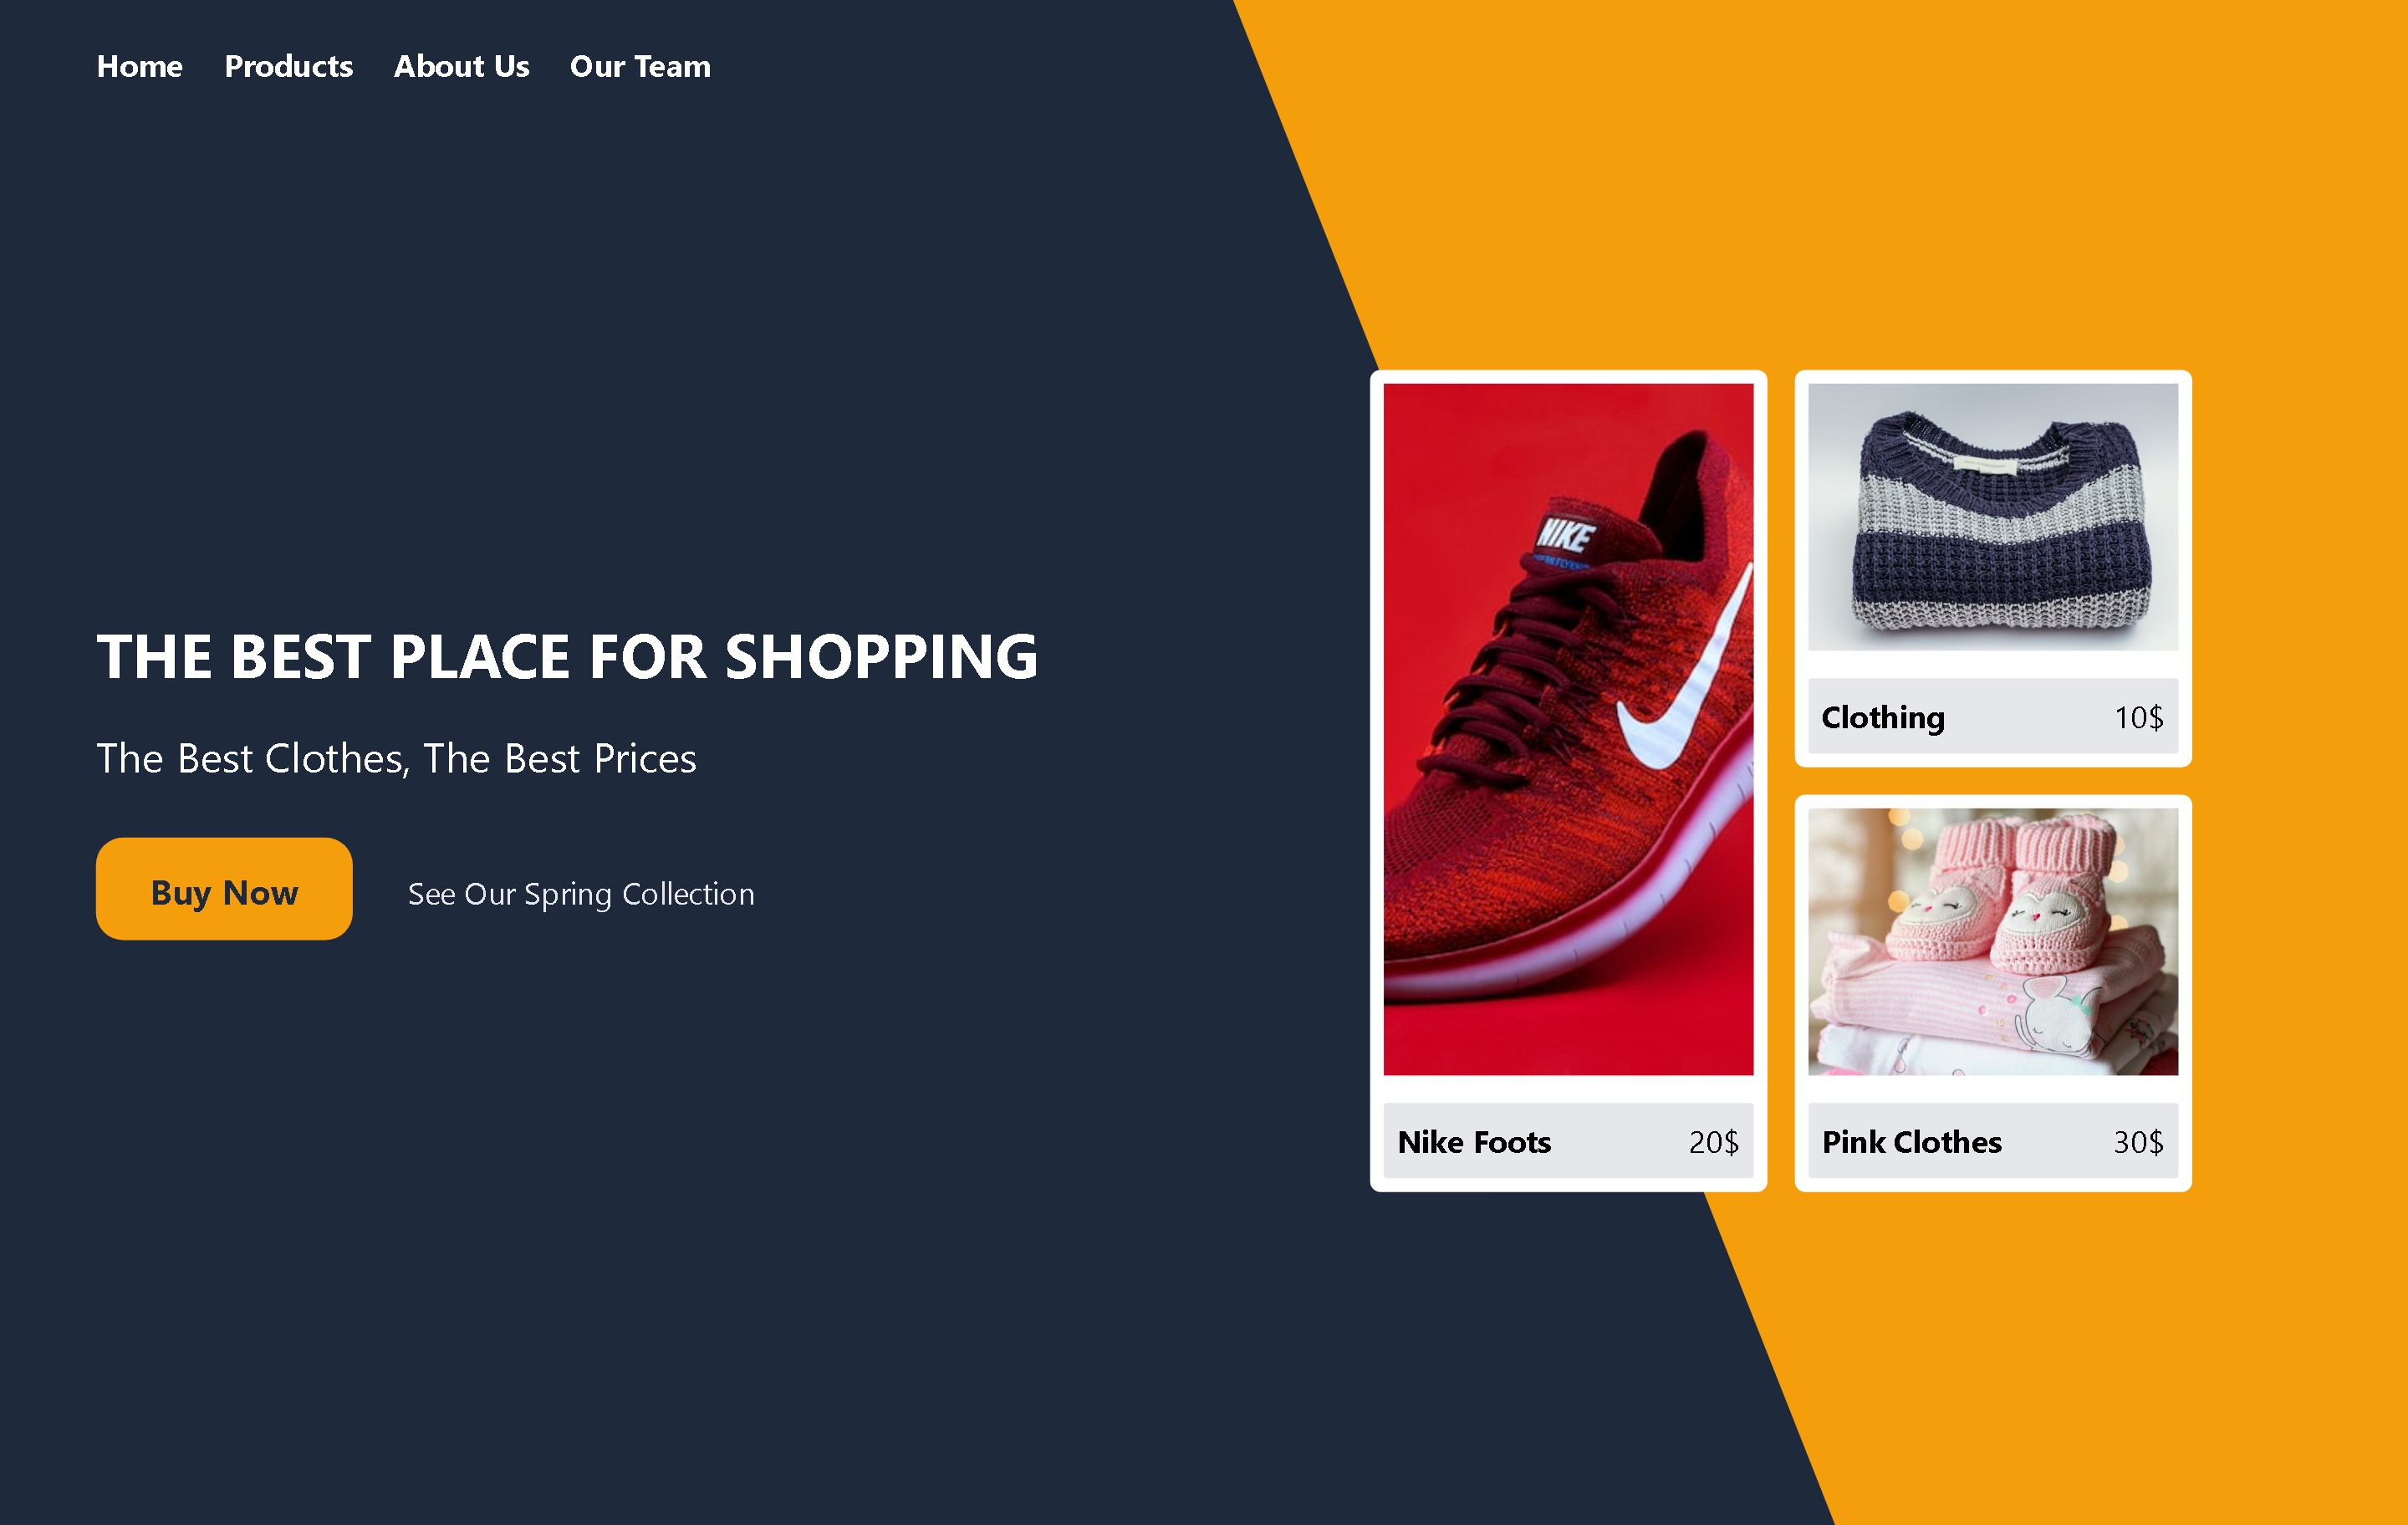 Home Products About Us Our Team
THE BEST PLACE FOR SHOPPING
The Best Clothes, The Best Prices
Buy Now See Our Spring Collection
NIKE
Nike Foots 20$
Clothing 10$
Pink Clothes 30$